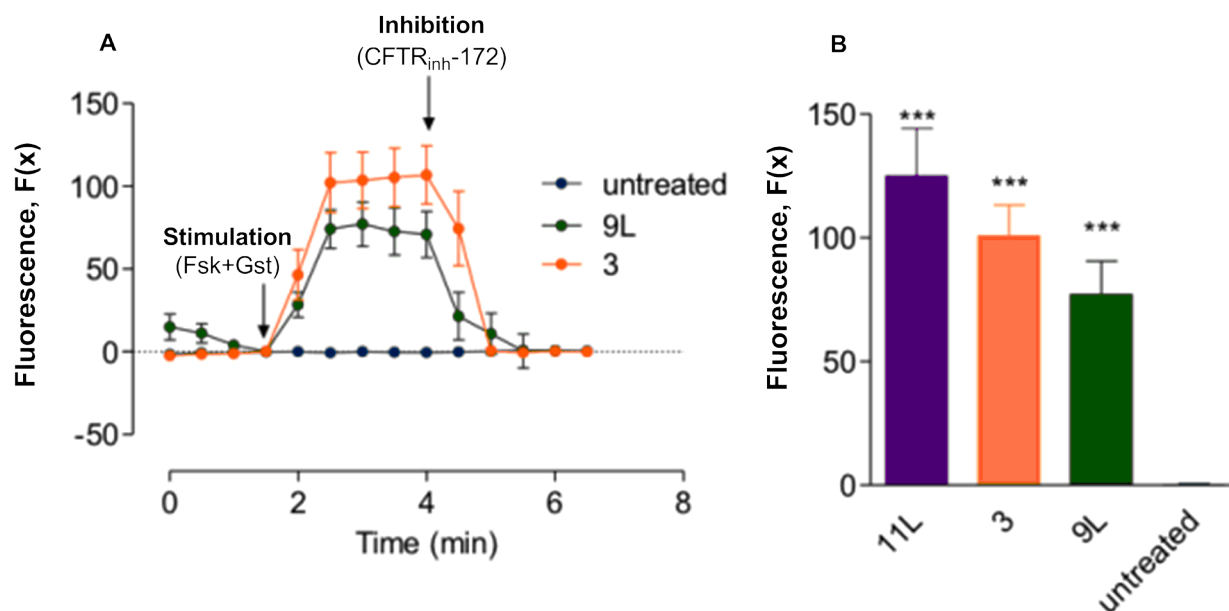 A
Inhibition
(CFTRinh-172)
Stimulation
(Fsk+Gst)
Fluorescence, F(x)
150
100
50
0
-50
untreated
9L
3
0 2 4 6 8
Time (min)
B
Fluorescence, F(x)
150
100
50
0
***
***
***
11L
3
9L
untreated